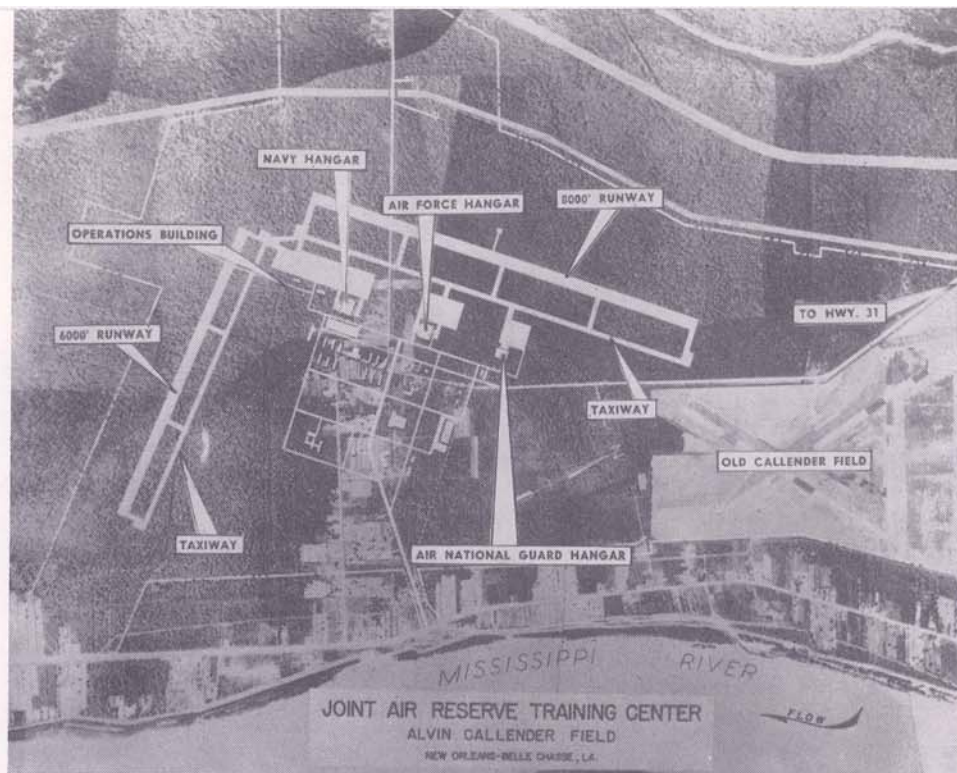 NAVY HANGAR
AIR FORCE HANGAR
8000' RUNWAY
OPERATIONS BUILDING
TO HWY. 31
6000' RUNWAY
TAXIWAY
OLD CALLENDER FIELD
TAXIWAY
AIR NATIONAL GUARD HANGAR
MISSISSIPPI RIVER
JOINT AIR RESERVE TRAINING CENTER
FLOW
ALVIN CALLENDER FIELD
NEW ORLEANS-BELLE CHASSE, LA.